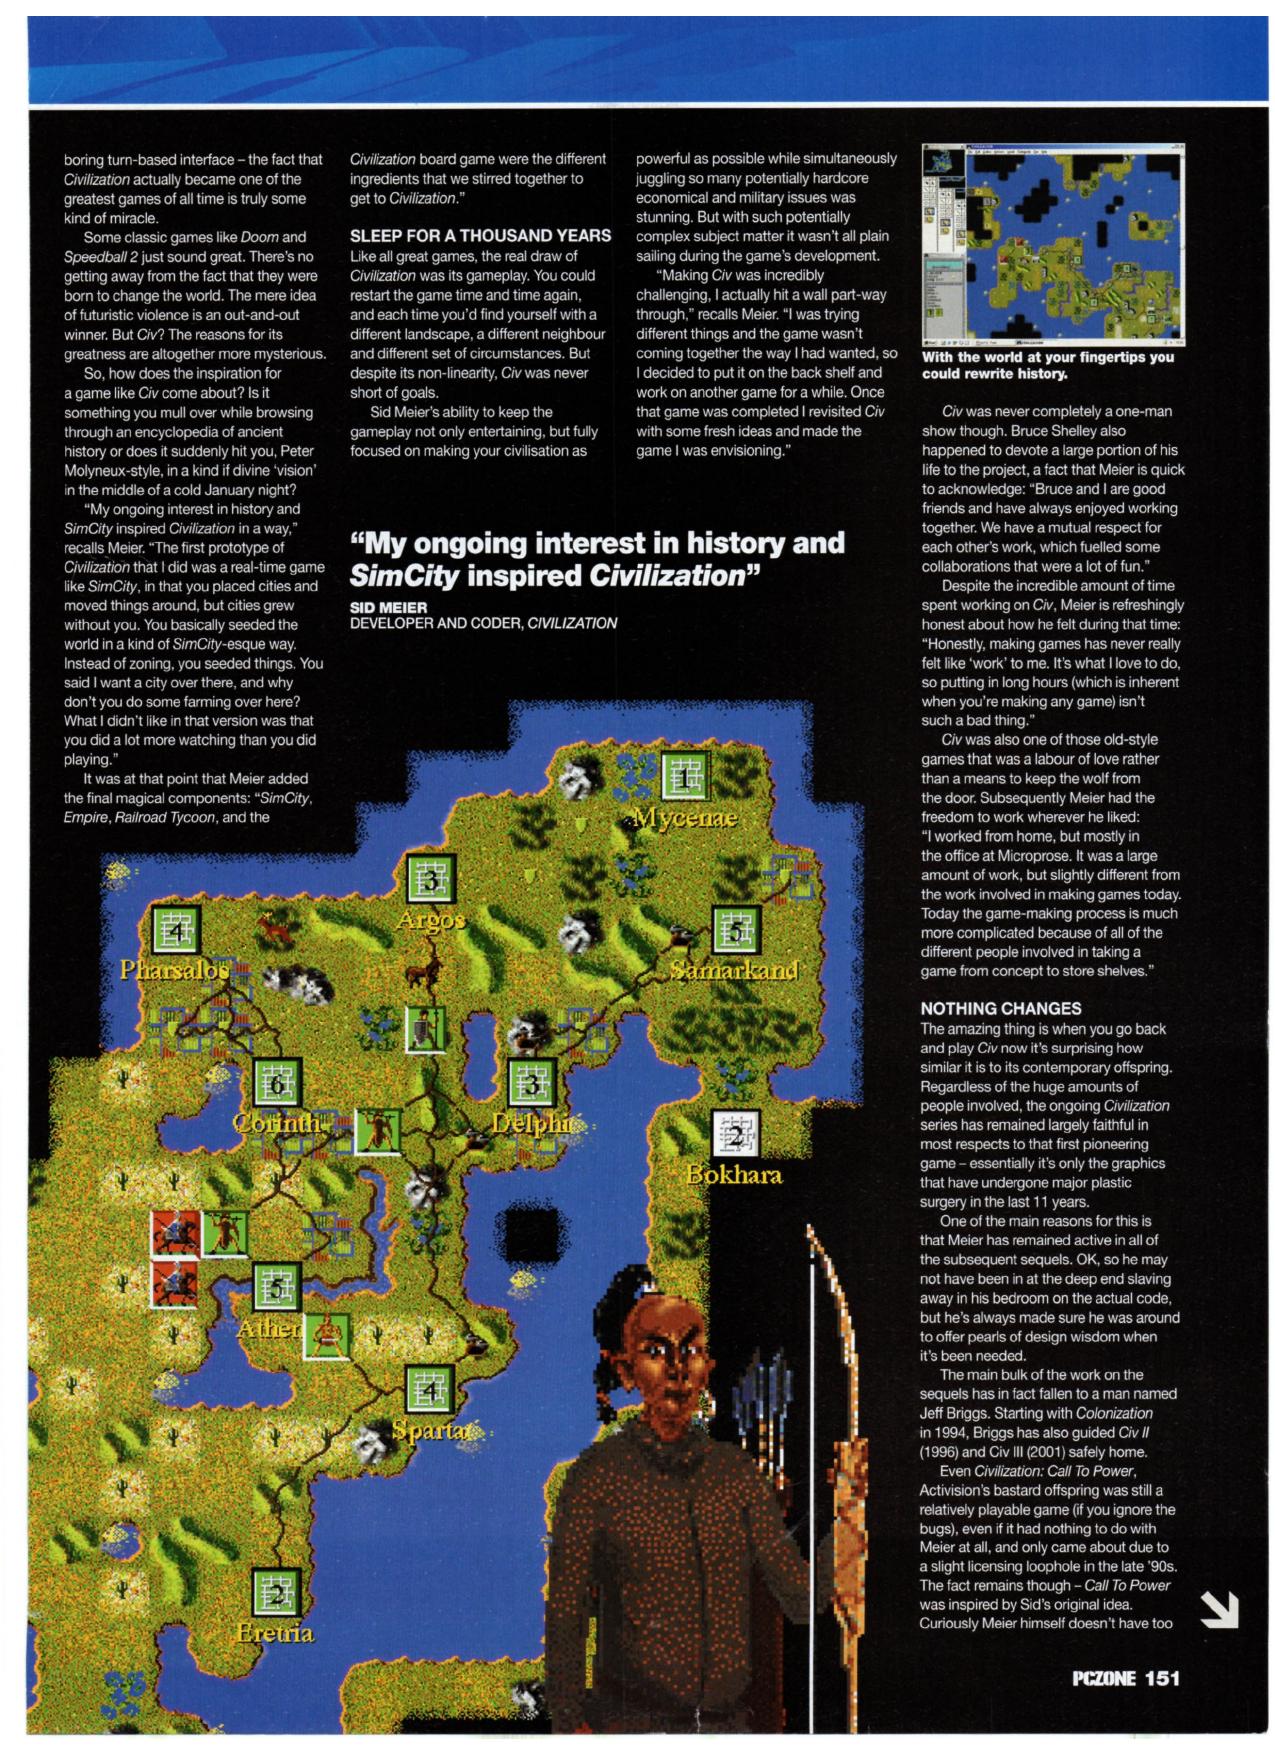 boring turn-based interface – the fact that
Civilization actually became one of the
greatest games of all time is truly some
kind of miracle.
Some classic games like Doom and
Speedball 2 just sound great. There's no
getting away from the fact that they were
born to change the world. The mere idea
of futuristic violence is an out-and-out
winner. But Civ? The reasons for its
greatness are altogether more mysterious.
So, how does the inspiration for
a game like Civ come about? Is it
something you mull over while browsing
through an encyclopedia of ancient
history or does it suddenly hit you, Peter
Molyneux-style, in a kind if divine 'vision'
in the middle of a cold January night?
"My ongoing interest in history and
SimCity inspired Civilization in a way,"
recalls Meier. "The first prototype of
Civilization that I did was a real-time game
like SimCity, in that you placed cities and
moved things around, but cities grew
without you. You basically seeded the
world in a kind of SimCity-esque way.
Instead of zoning, you seeded things. You
said I want a city over there, and why
don't you do some farming over here?
What I didn't like in that version was that
you did a lot more watching than you did
playing."
It was at that point that Meier added
the final magical components: "SimCity,
Empire, Railroad Tycoon, and the
Civilization board game were the different
ingredients that we stirred together to
get to Civilization."
SLEEP FOR A THOUSAND YEARS
Like all great games, the real draw of
Civilization was its gameplay. You could
restart the game time and time again,
and each time you'd find yourself with a
different landscape, a different neighbour
and different set of circumstances. But
despite its non-linearity, Civ was never
short of goals.
Sid Meier's ability to keep the
gameplay not only entertaining, but fully
focused on making your civilisation as
powerful as possible while simultaneously
juggling so many potentially hardcore
economical and military issues was
stunning. But with such potentially
complex subject matter it wasn't all plain
sailing during the game's development.
"Making Civ was incredibly
challenging, I actually hit a wall part-way
through," recalls Meier. "I was trying
different things and the game wasn't
coming together the way I had wanted, so
I decided to put it on the back shelf and
work on another game for a while. Once
that game was completed I revisited Civ
with some fresh ideas and made the
game I was envisioning."
"My ongoing interest in history and
SimCity inspired Civilization"
SID MEIER
DEVELOPER AND CODER, CIVILIZATION
With the world at your fingertips you
could rewrite history.
Civ was never completely a one-man
show though. Bruce Shelley also
happened to devote a large portion of his
life to the project, a fact that Meier is quick
to acknowledge: "Bruce and I are good
friends and have always enjoyed working
together. We have a mutual respect for
each other's work, which fuelled some
collaborations that were a lot of fun."
Despite the incredible amount of time
spent working on Civ, Meier is refreshingly
honest about how he felt during that time:
"Honestly, making games has never really
felt like 'work' to me. It's what I love to do,
so putting in long hours (which is inherent
when you're making any game) isn't
such a bad thing."
Civ was also one of those old-style
games that was a labour of love rather
than a means to keep the wolf from
the door. Subsequently Meier had the
freedom to work wherever he liked:
"I worked from home, but mostly in
the office at Microprose. It was a large
amount of work, but slightly different from
the work involved in making games today.
Today the game-making process is much
more complicated because of all of the
different people involved in taking a
game from concept to store shelves."
NOTHING CHANGES
The amazing thing is when you go back
and play Civ now it's surprising how
similar it is to its contemporary offspring.
Regardless of the huge amounts of
people involved, the ongoing Civilization
series has remained largely faithful in
most respects to that first pioneering
game – essentially it's only the graphics
that have undergone major plastic
surgery in the last 11 years.
One of the main reasons for this is
that Meier has remained active in all of
the subsequent sequels. OK, so he may
not have been in at the deep end slaving
away in his bedroom on the actual code,
but he's always made sure he was around
to offer pearls of design wisdom when
it's been needed.
The main bulk of the work on the
sequels has in fact fallen to a man named
Jeff Briggs. Starting with Colonization
in 1994, Briggs has also guided Civ II
(1996) and Civ III (2001) safely home.
Even Civilization: Call To Power,
Activision's bastard offspring was still a
relatively playable game (if you ignore the
bugs), even if it had nothing to do with
Meier at all, and only came about due to
a slight licensing loophole in the late '90s.
The fact remains though – Call To Power
was inspired by Sid's original idea.
Curiously Meier himself doesn't have too
1
Mycenae
3
Argos
4
Pharsalos
5
Samarkand
6
Corinth
3
Delphi
2
Bokhara
5
Athen
4
Sparta
2
Eretria
PCZONE 151